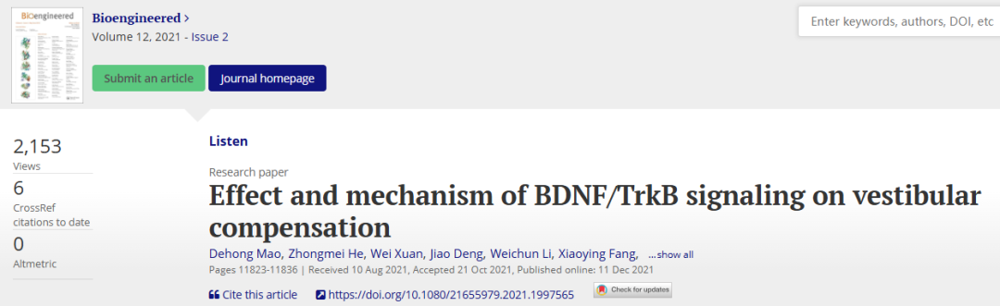 Bioengineered
Bioengineered >
Volume 12, 2021 - Issue 2
Enter keywords, authors, DOI, etc
Submit an article
Journal homepage
2,153
Views
6
CrossRef
citations to date
0
Altmetric
Listen
Research paper
Effect and mechanism of BDNF/TrkB signaling on vestibular
compensation
Dehong Mao, Zhongmei He, Wei Xuan, Jiao Deng, Weichun Li, Xiaoying Fang, ...show all
Pages 11823-11836 | Received 10 Aug 2021, Accepted 21 Oct 2021, Published online: 11 Dec 2021
Cite this article https://doi.org/10.1080/21655979.2021.1997565 Check for updates